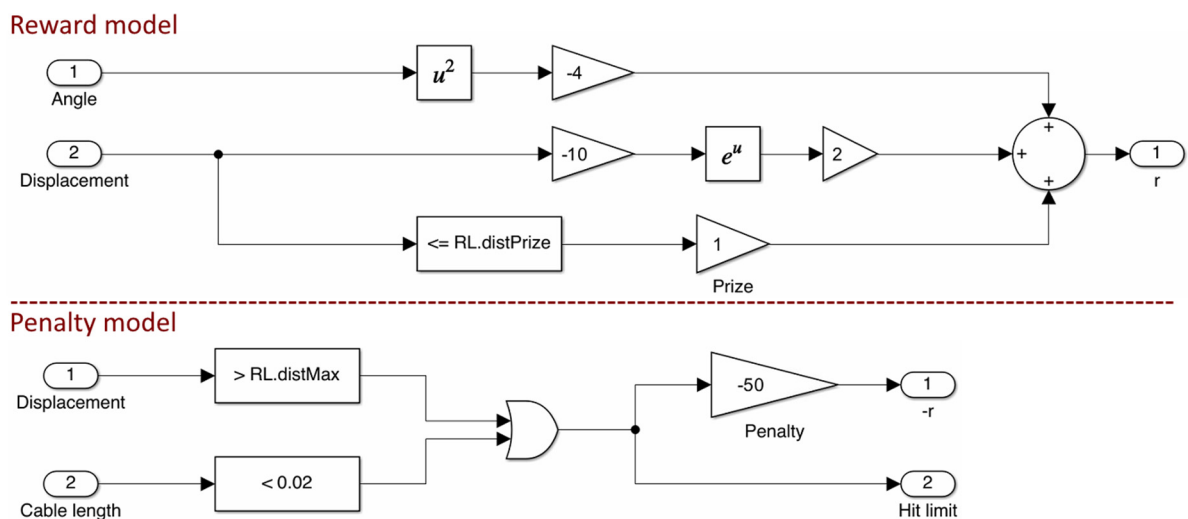 Reward model
1
Angle
u²
-4
2
Displacement
-10
eᵘ
2
+
+
+
1
r
<= RL.distPrize
1
Prize
Penalty model
1
Displacement
> RL.distMax
-50
Penalty
1
-r
2
Cable length
< 0.02
2
Hit limit